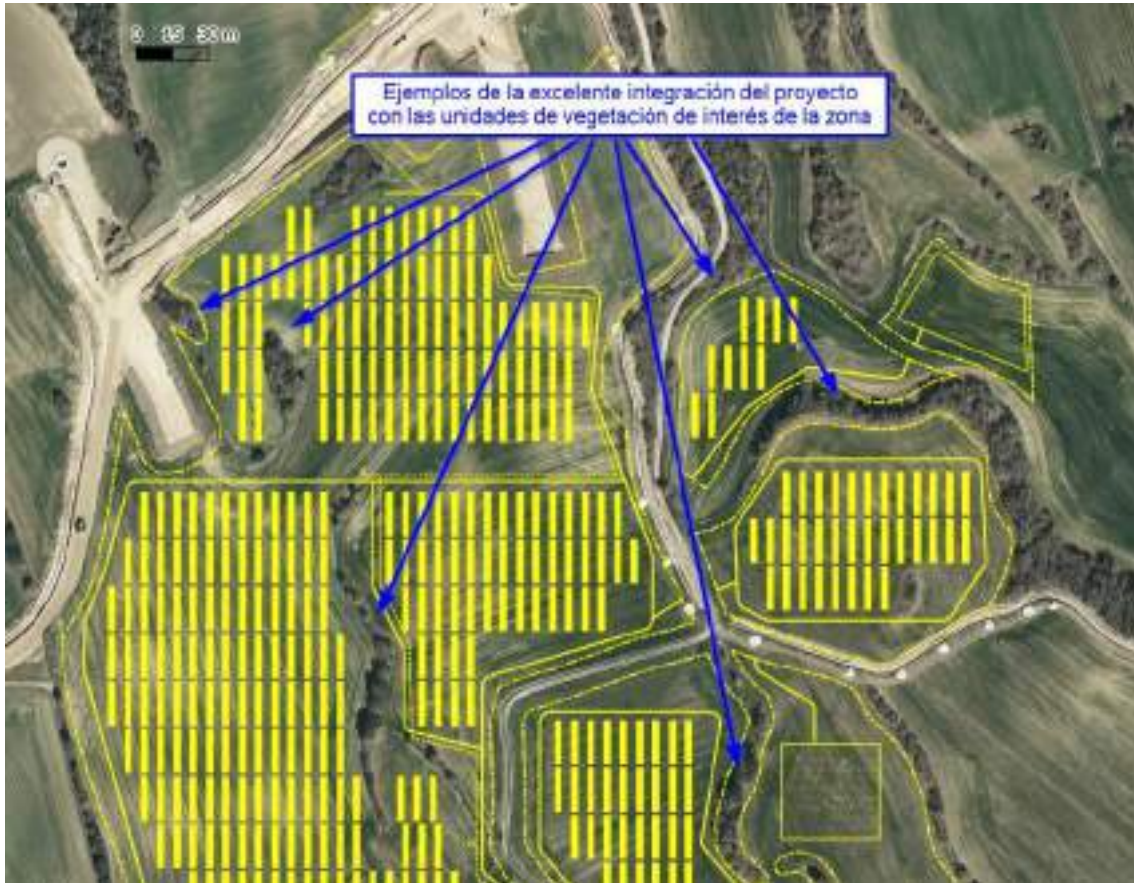 Ejemplos de la excelente integración del proyecto
con las unidades de vegetación de interés de la zona